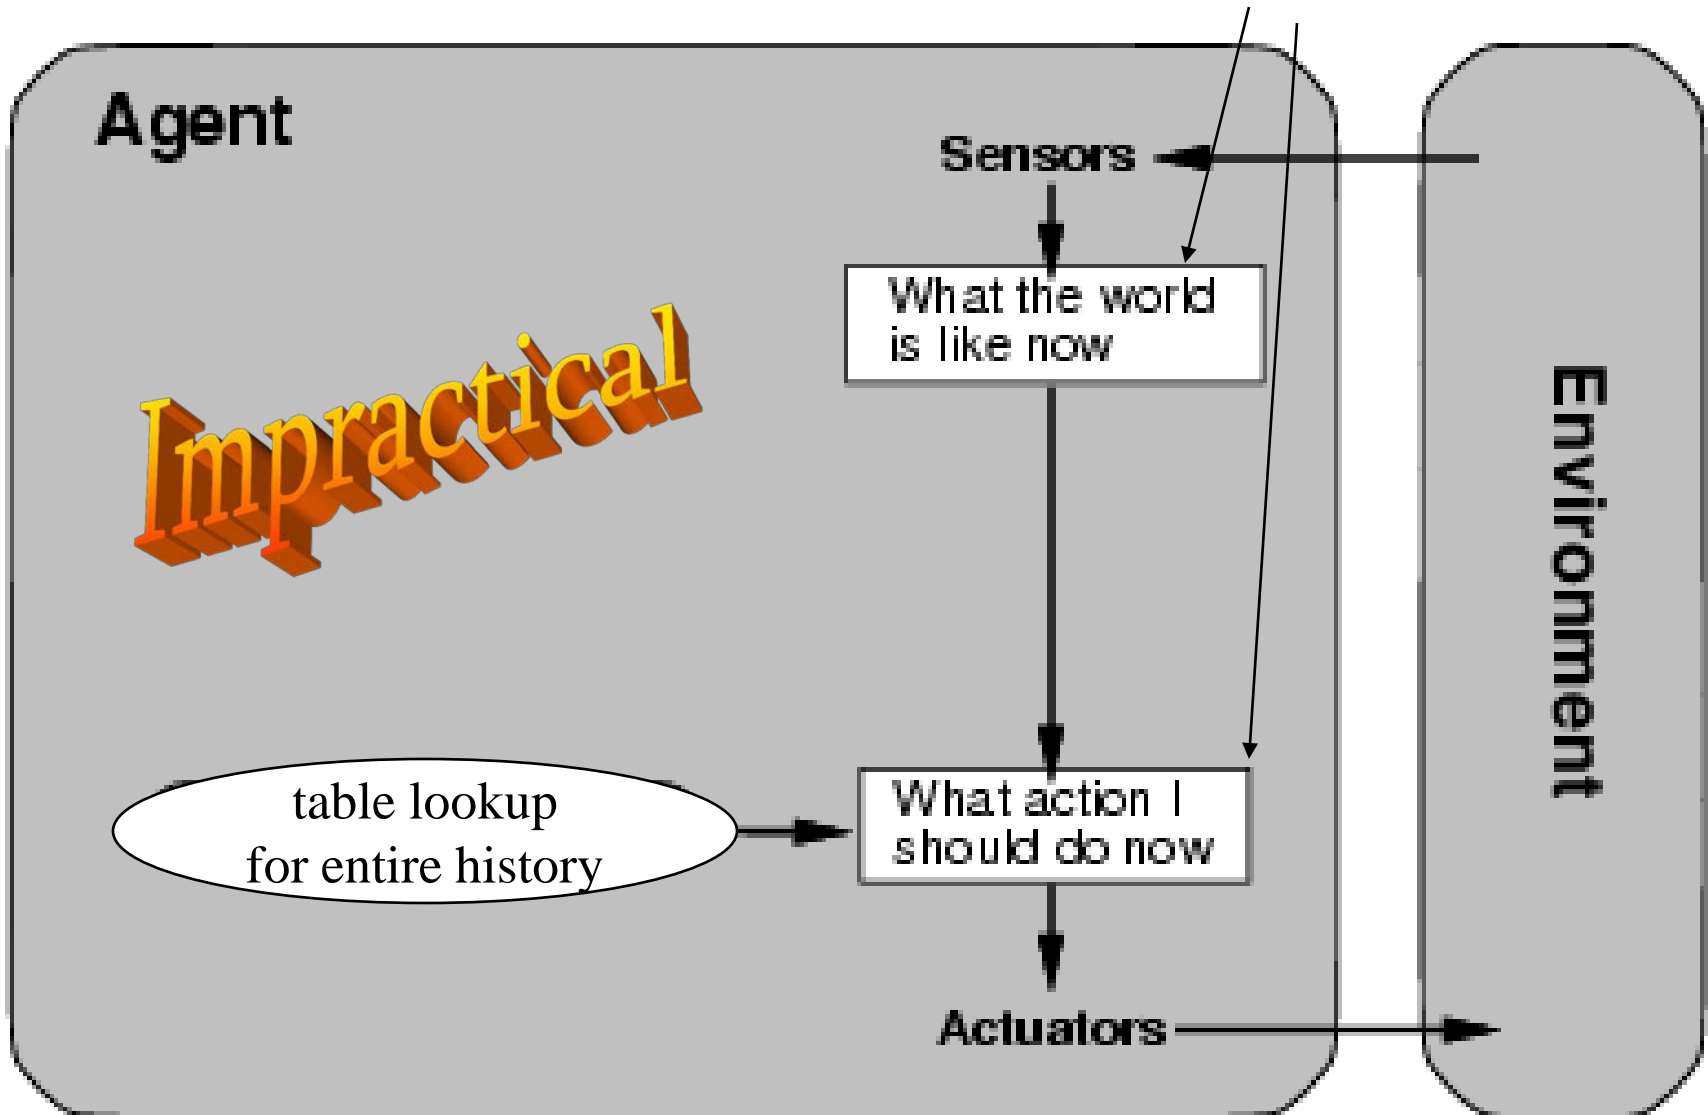 Agent
Sensors
What the world
is like now
Impractical
Environment
table lookup
for entire history
What action I
should do now
Actuators